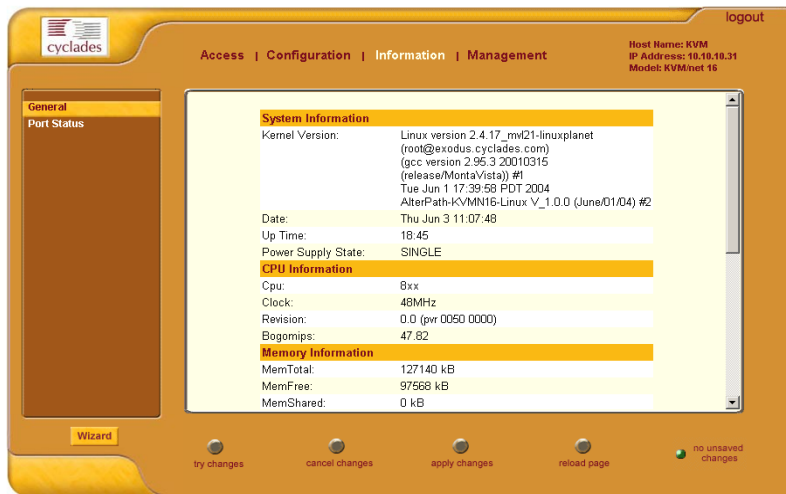 logout
cyclades
Access | Configuration | Information | Management
Host Name: KVM
IP Address: 10.10.10.31
Model: KVM/net 16
General
Port Status
System Information
Kernel Version: Linux version 2.4.17_mvl21-linuxplanet
(root@exodus.cyclades.com)
(gcc version 2.95.3 20010315
(release/MontaVista)) #1
Tue Jun 1 17:39:58 PDT 2004
AlterPath-KVMN16-Linux V_1.0.0 (June/01/04) #2
Date: Thu Jun 3 11:07:48
Up Time: 18:45
Power Supply State: SINGLE
CPU Information
Cpu: 8xx
Clock: 48MHz
Revision: 0.0 (pvr 0050 0000)
Bogomips: 47.82
Memory Information
MemTotal: 127140 kB
MemFree: 97568 kB
MemShared: 0 kB
Wizard
try changes
cancel changes
apply changes
reload page
no unsaved
changes